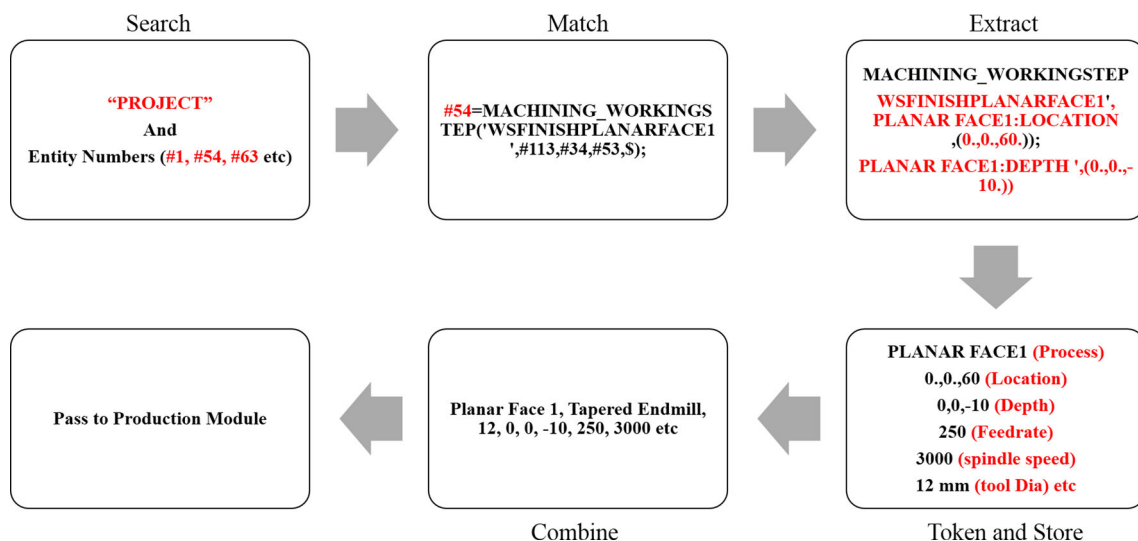 Search
“PROJECT”
And
Entity Numbers (#1, #54, #63 etc)
Match
#54=MACHINING_WORKINGS
TEP('WSFINISHPLANARFACE1
',#113,#34,#53,$);
Extract
MACHINING_WORKINGSTEP
WSFINISHPLANARFACE1',
PLANAR FACE1:LOCATION
,(0.,0.,60.));
PLANAR FACE1:DEPTH ',(0.,0.,-
10.))
PLANAR FACE1 (Process)
0.,0.,60 (Location)
0,0,-10 (Depth)
250 (Feedrate)
3000 (spindle speed)
12 mm (tool Dia) etc
Token and Store
Planar Face 1, Tapered Endmill,
12, 0, 0, -10, 250, 3000 etc
Combine
Pass to Production Module